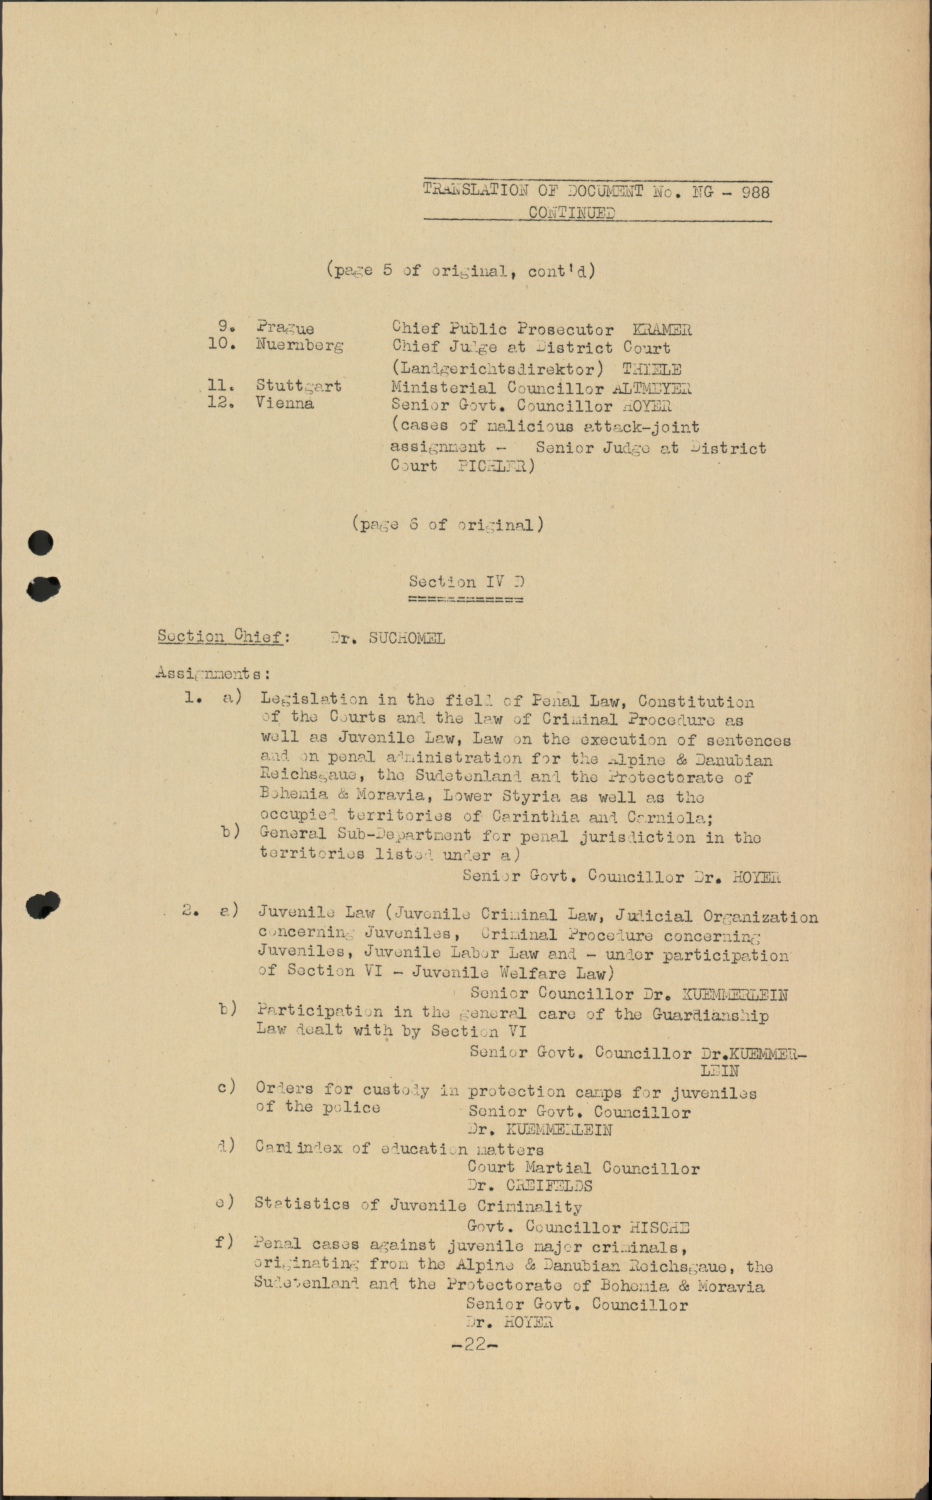 TRANSLATION OF DOCUMENT No. NG - 988
CONTINUED
(page 5 of original, cont'd)
9. Prague Chief Public Prosecutor KRAMER
10. Nuernberg Chief Judge at District Court
(Landgerichtsdirektor) THIELE
11. Stuttgart Ministerial Councillor ALTMEYER
12. Vienna Senior Govt. Councillor HOYER
(cases of malicious attack-joint
assignment - Senior Judge at District
Court PICHLER)
(page 6 of original)
Section IV D
============
Section Chief: Dr. SUCHOMEL
Assignments:
1. a) Legislation in the field of Penal Law, Constitution
of the Courts and the law of Criminal Procedure as
well as Juvenile Law, Law on the execution of sentences
and on penal administration for the Alpine & Danubian
Reichsgaue, the Sudetenland and the Protectorate of
Bohemia & Moravia, Lower Styria as well as the
occupied territories of Carinthia and Carniola;
b) General Sub-Department for penal jurisdiction in the
territories listed under a)
Senior Govt. Councillor Dr. HOYER
2. a) Juvenile Law (Juvenile Criminal Law, Judicial Organization
concerning Juveniles, Criminal Procedure concerning
Juveniles, Juvenile Labor Law and - under participation
of Section VI - Juvenile Welfare Law)
Senior Councillor Dr. KUEMMERLEIN
b) Participation in the general care of the Guardianship
Law dealt with by Section VI
Senior Govt. Councillor Dr.KUEMMER-
LEIN
c) Orders for custody in protection camps for juveniles
of the police Senior Govt. Councillor
Dr. KUEMMERLEIN
d) Card index of education matters
Court Martial Councillor
Dr. CREIFELDS
e) Statistics of Juvenile Criminality
Govt. Councillor HISCHE
f) Penal cases against juvenile major criminals,
originating from the Alpine & Danubian Reichsgaue, the
Sudetenland and the Protectorate of Bohemia & Moravia
Senior Govt. Councillor
Dr. HOYER
-22-